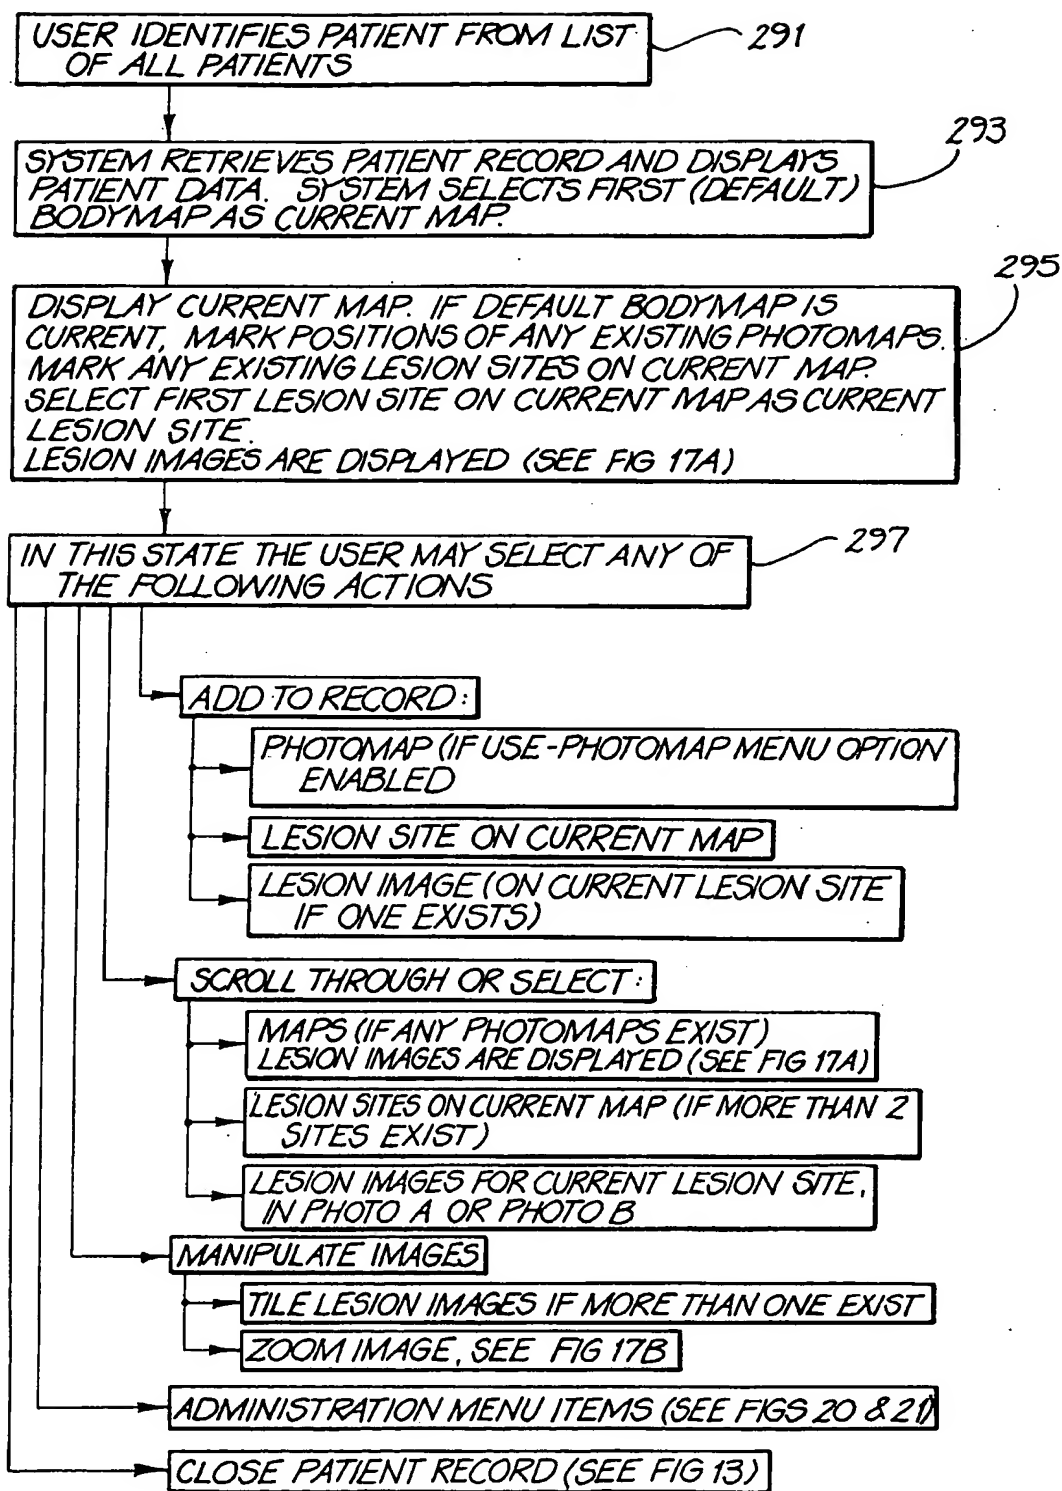 USER IDENTIFIES PATIENT FROM LIST
OF ALL PATIENTS
291
SYSTEM RETRIEVES PATIENT RECORD AND DISPLAYS
PATIENT DATA. SYSTEM SELECTS FIRST (DEFAULT)
BODYMAP AS CURRENT MAP.
293
DISPLAY CURRENT MAP. IF DEFAULT BODYMAP IS
CURRENT, MARK POSITIONS OF ANY EXISTING PHOTOMAPS.
MARK ANY EXISTING LESION SITES ON CURRENT MAP.
SELECT FIRST LESION SITE ON CURRENT MAP AS CURRENT
LESION SITE.
LESION IMAGES ARE DISPLAYED (SEE FIG 17A)
295
IN THIS STATE THE USER MAY SELECT ANY OF
THE FOLLOWING ACTIONS
297
ADD TO RECORD:
PHOTOMAP (IF USE-PHOTOMAP MENU OPTION
ENABLED
LESION SITE ON CURRENT MAP
LESION IMAGE (ON CURRENT LESION SITE
IF ONE EXISTS)
SCROLL THROUGH OR SELECT:
MAPS (IF ANY PHOTOMAPS EXIST)
LESION IMAGES ARE DISPLAYED (SEE FIG 17A)
LESION SITES ON CURRENT MAP (IF MORE THAN 2
SITES EXIST)
LESION IMAGES FOR CURRENT LESION SITE,
IN PHOTO A OR PHOTO B
MANIPULATE IMAGES
TILE LESION IMAGES IF MORE THAN ONE EXIST
ZOOM IMAGE, SEE FIG 17B
ADMINISTRATION MENU ITEMS (SEE FIGS 20 & 21)
CLOSE PATIENT RECORD (SEE FIG 13)